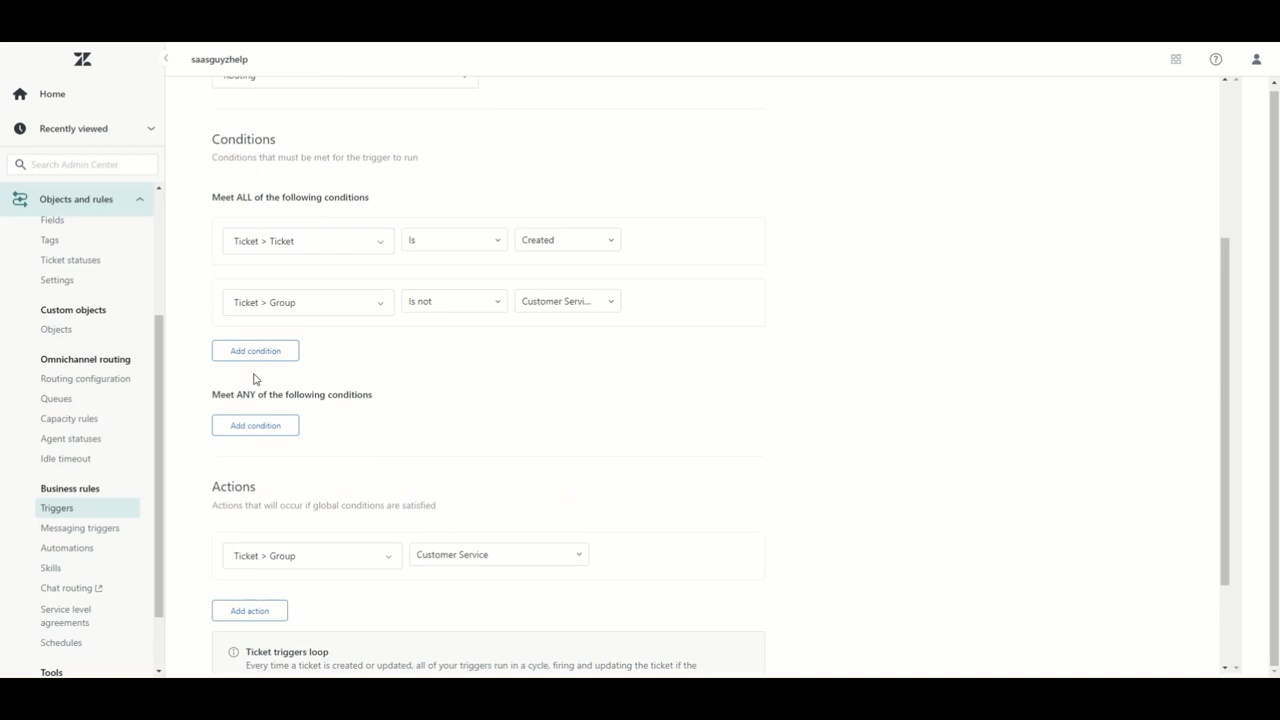 saasguyzhelp
Home
Recently viewed
Search Admin Center
Objects and rules
Fields
Tags
Ticket statuses
Settings
Custom objects
Objects
Omnichannel routing
Routing configuration
Queues
Capacity rules
Agent statuses
Idle timeout
Business rules
Triggers
Messaging triggers
Automations
Skills
Chat routing
Service level
agreements
Schedules
Tools
Routing
Conditions
Conditions that must be met for the trigger to run
Meet ALL of the following conditions
Ticket > Ticket Is Created
Ticket > Group Is not Customer Servi...
Add condition
Meet ANY of the following conditions
Add condition
Actions
Actions that will occur if global conditions are satisfied
Ticket > Group Customer Service
Add action
Ticket triggers loop
Every time a ticket is created or updated, all of your triggers run in a cycle, firing and updating the ticket if the